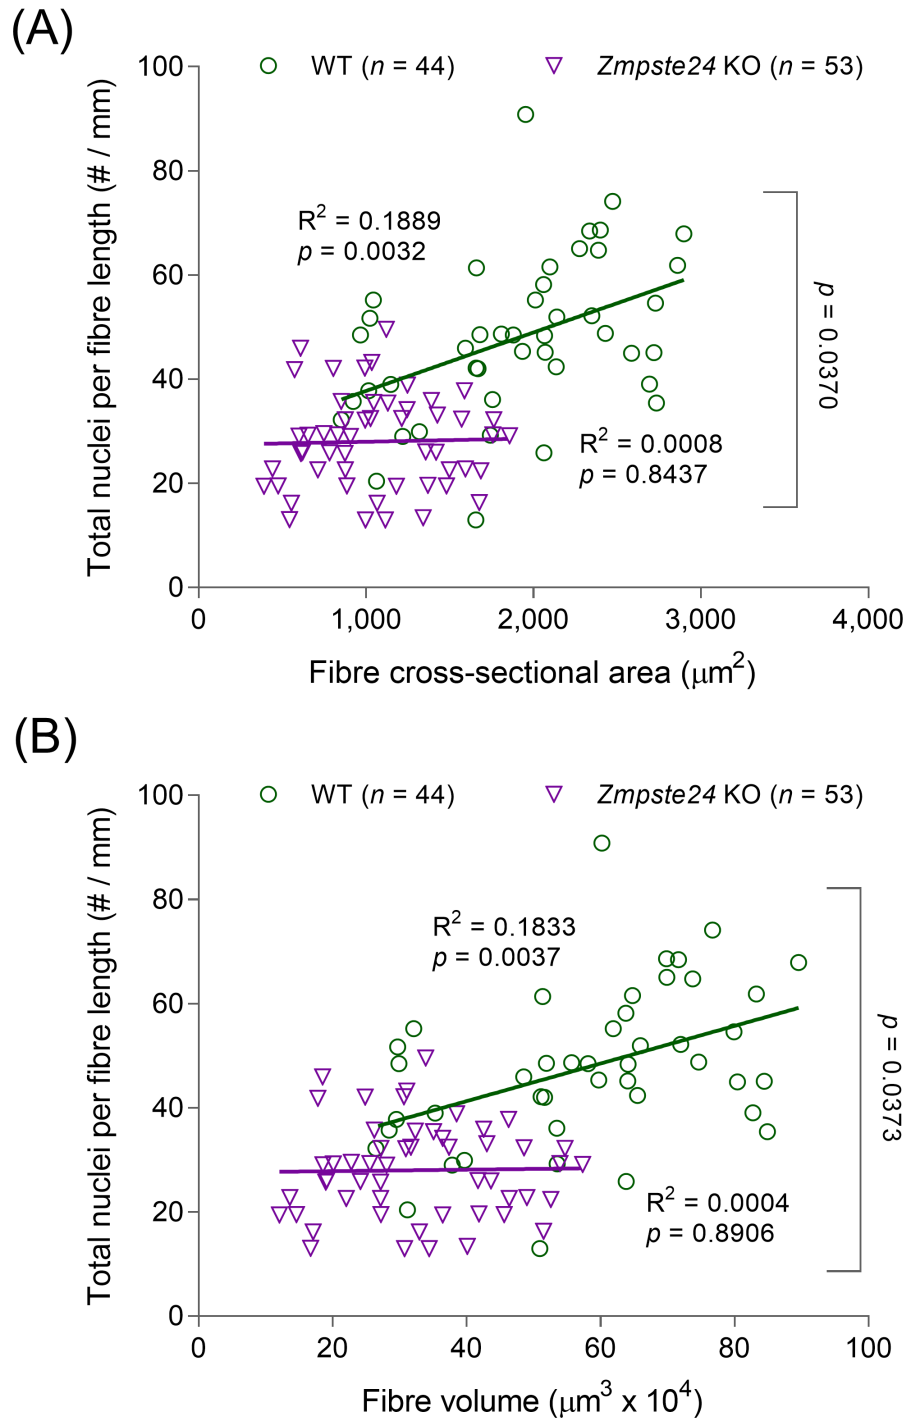 (A)
WT (n = 44)
Zmpste24 KO (n = 53)
Total nuclei per fibre length (# / mm)
100
80
60
40
20
0
R² = 0.1889
p = 0.0032
R² = 0.0008
p = 0.8437
p = 0.0370
0
1,000
2,000
3,000
4,000
Fibre cross-sectional area (μm²)
(B)
WT (n = 44)
Zmpste24 KO (n = 53)
Total nuclei per fibre length (# / mm)
100
80
60
40
20
0
R² = 0.1833
p = 0.0037
R² = 0.0004
p = 0.8906
p = 0.0373
0
20
40
60
80
100
Fibre volume (μm³ x 10⁴)